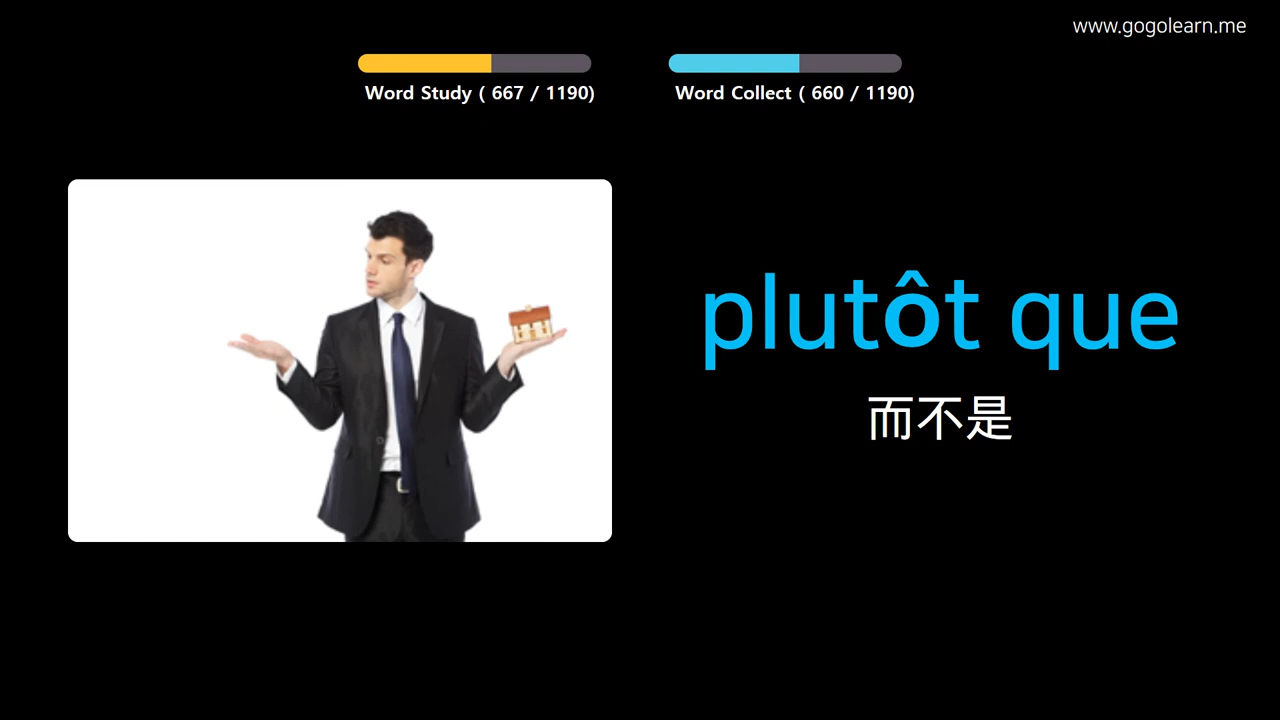 www.gogolearn.me
Word Study ( 667 / 1190)
Word Collect ( 660 / 1190)
plutôt que
而不是